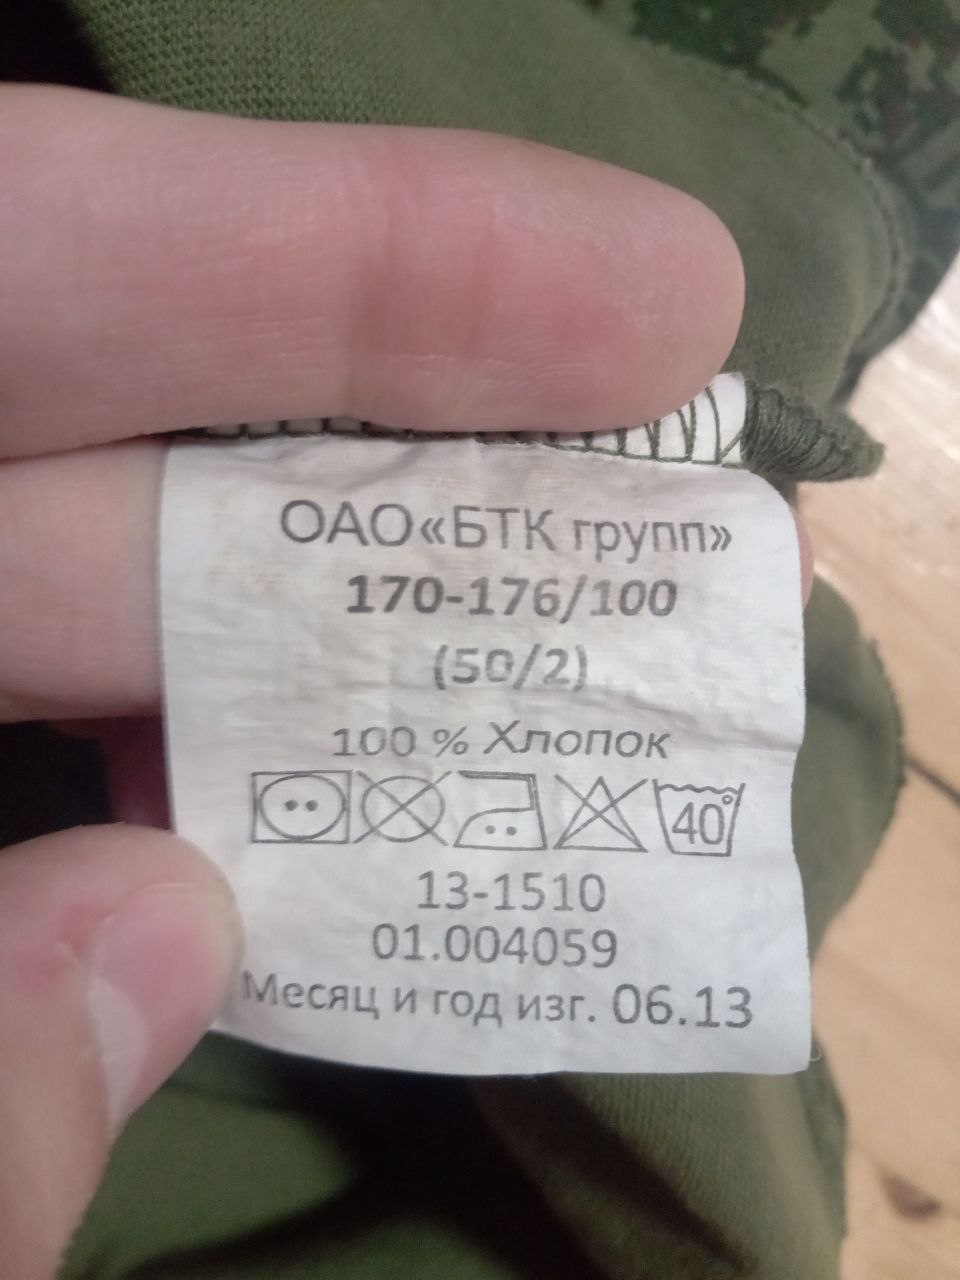 ОАО«БТК групп»
170-176/100
(50/2)
100 % Хлопок
40°
13-1510
01.004059
Месяц и год изг. 06.13